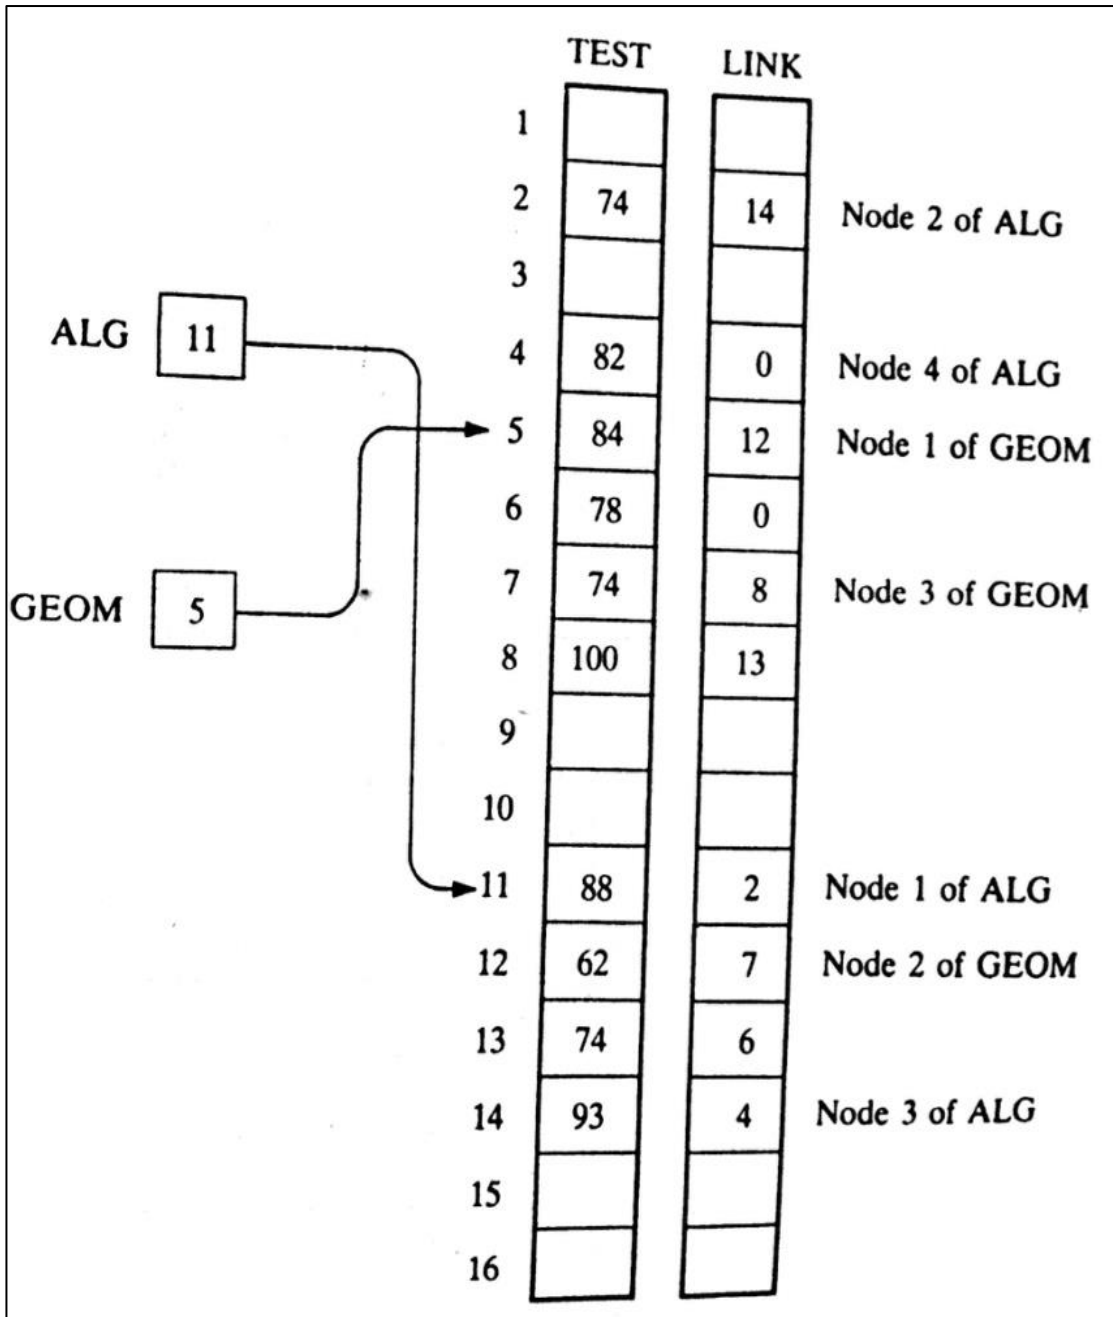 TEST LINK
1
2 74 14 Node 2 of ALG
3
ALG 11
4 82 0 Node 4 of ALG
5 84 12 Node 1 of GEOM
6 78 0
7 74 8 Node 3 of GEOM
GEOM 5
8 100 13
9
10
11 88 2 Node 1 of ALG
12 62 7 Node 2 of GEOM
13 74 6
14 93 4 Node 3 of ALG
15
16